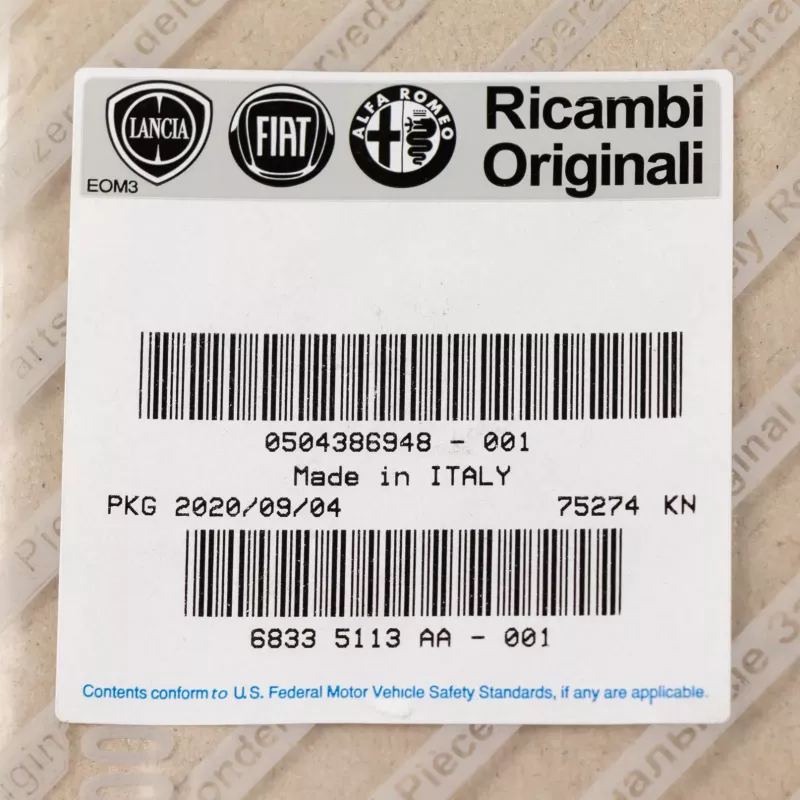 LANCIA
FIAT
ALFA ROMEO
Ricambi
Originali
EOM3
0504386948 - 001
Made in ITALY
PKG 2020/09/04 75274 KN
6833 5113 AA - 001
Contents conform to U.S. Federal Motor Vehicle Safety Standards, if any are applicable.